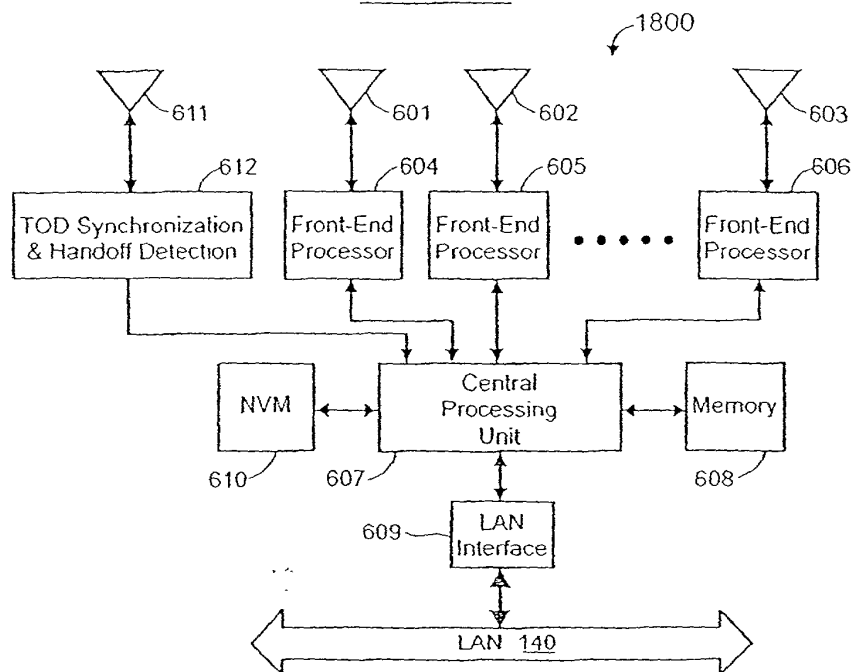 1800
611
601
602
603
612
604
605
606
TOD Synchronization
& Handoff Detection
Front-End
Processor
Front-End
Processor
Front-End
Processor
NVM
Central
Processing
Unit
Memory
610
607
608
609
LAN
Interface
LAN 140